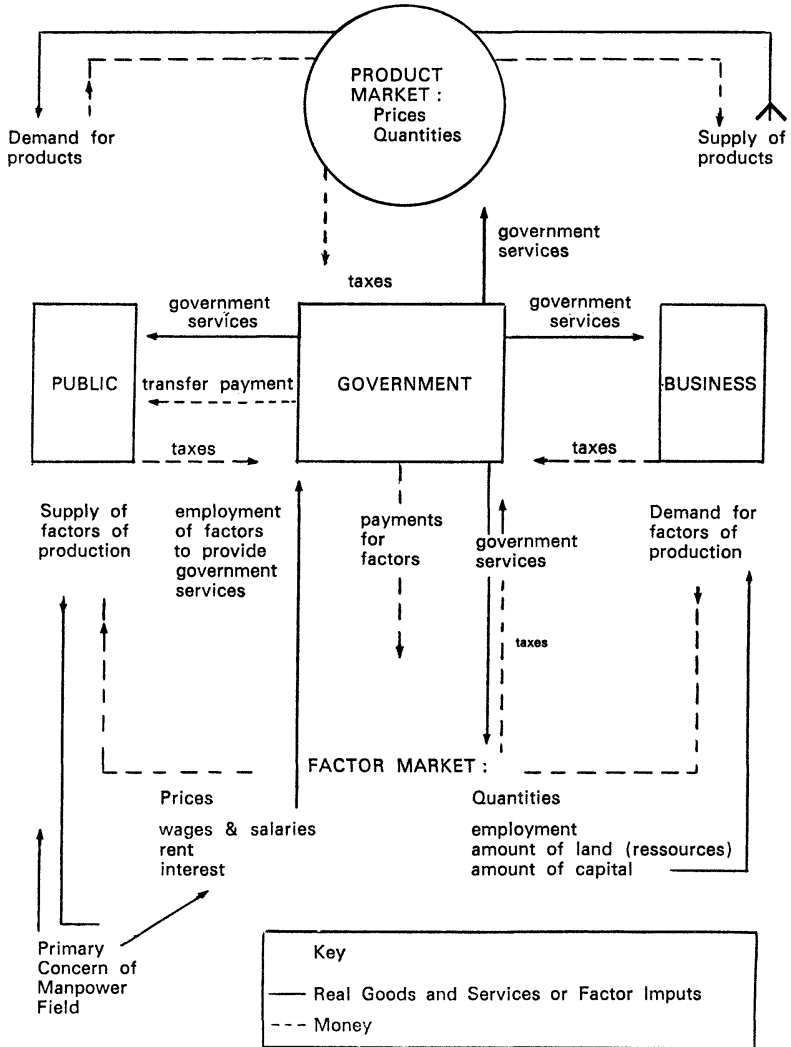 PRODUCT
MARKET :
Prices
Quantities
Demand for
products
Supply of
products
government
services
taxes
government
services
government
services
PUBLIC
transfer payment
GOVERNMENT
BUSINESS
taxes
taxes
Supply of
factors of
production
employment
of factors
to provide
government
services
payments
for
factors
government
services
Demand for
factors of
production
taxes
FACTOR MARKET :
Prices
wages & salaries
rent
interest
Quantities
employment
amount of land (ressources)
amount of capital
Primary
Concern of
Manpower
Field
Key
Real Goods and Services or Factor Imputs
Money